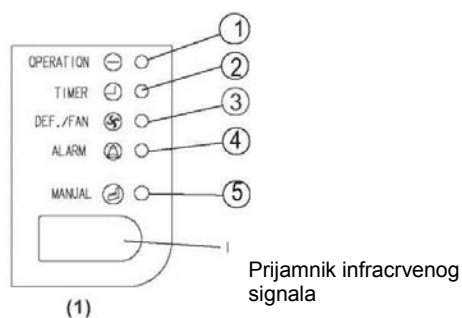 OPERATION 1
TIMER 2
DEF./FAN 3
ALARM 4
MANUAL 5
Prijamnik infracrvenog
signala
(1)